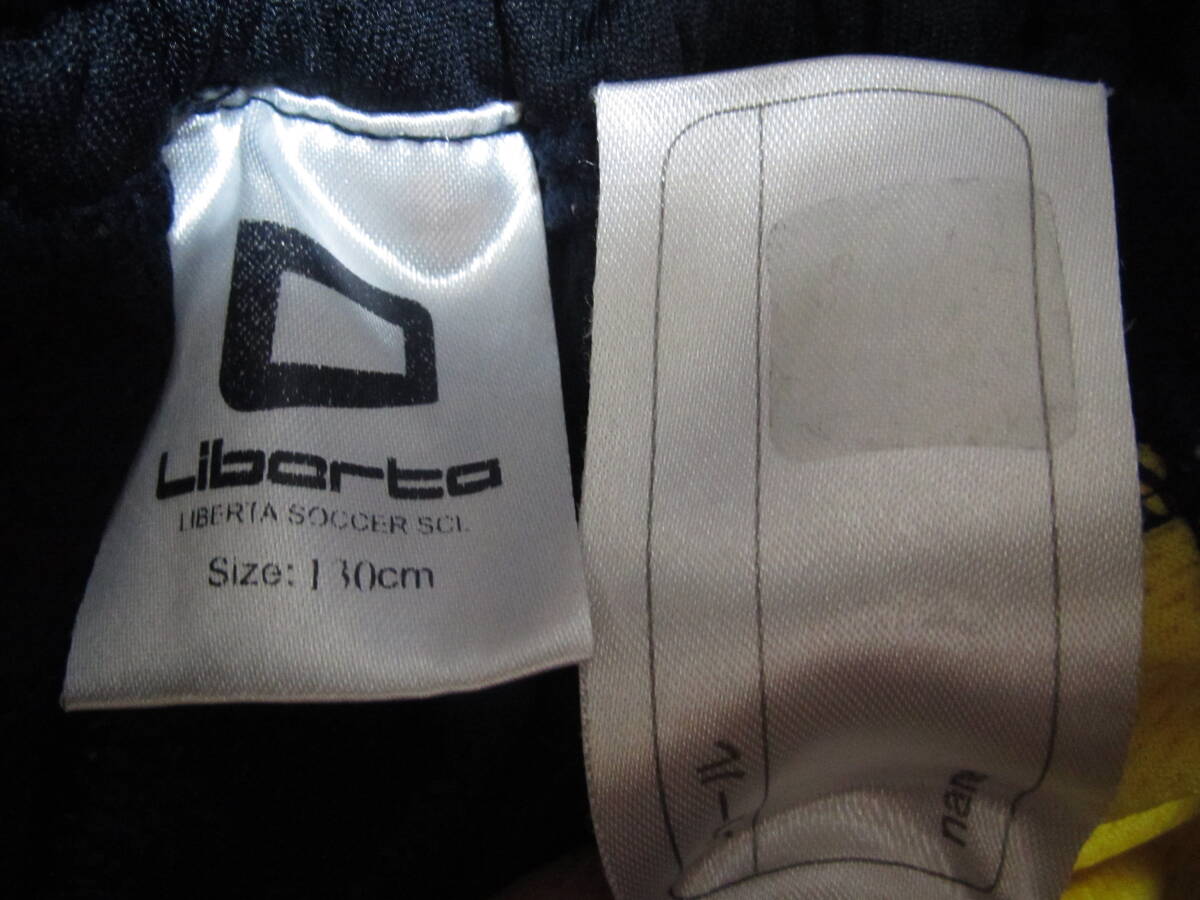 Liberta
LIBERTA SOCCER SCL
Size: 130cm